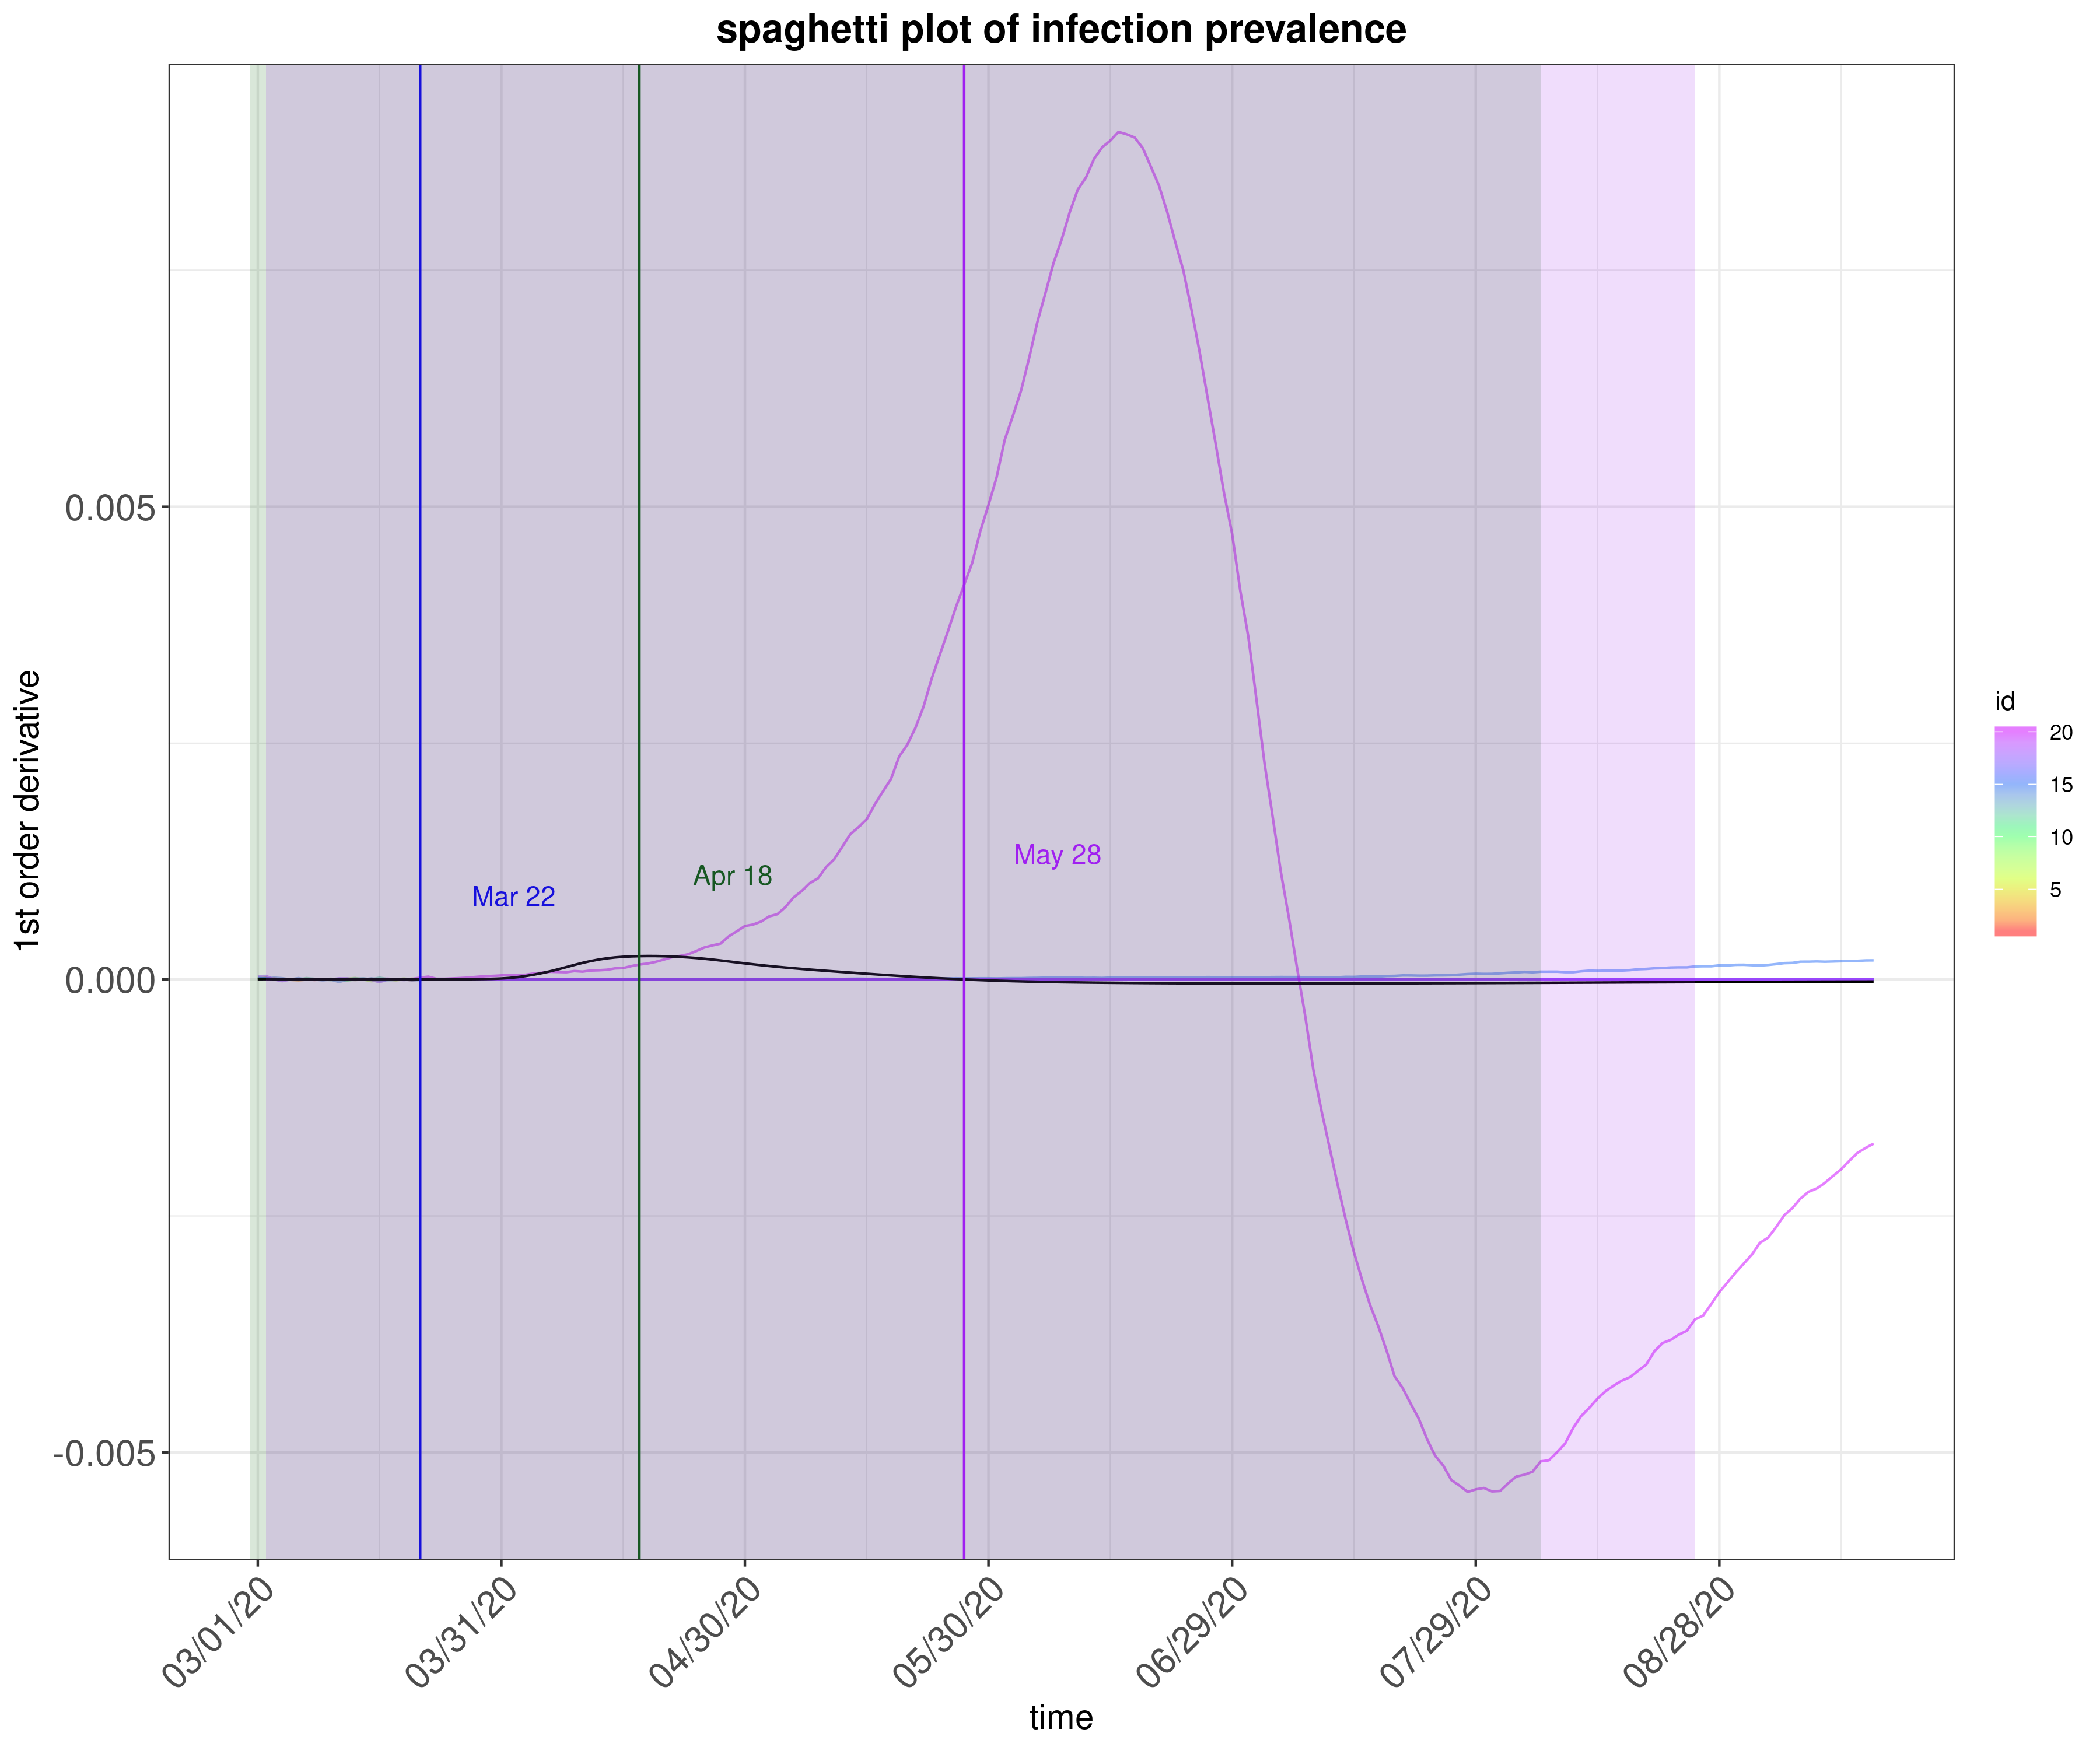 spaghetti plot of infection prevalence
1st order derivative
0.005
0.000
-0.005
May 28
Apr 18
Mar 22
id
20
15
10
5
03/01/20
03/31/20
04/30/20
05/30/20
06/29/20
07/29/20
08/28/20
time